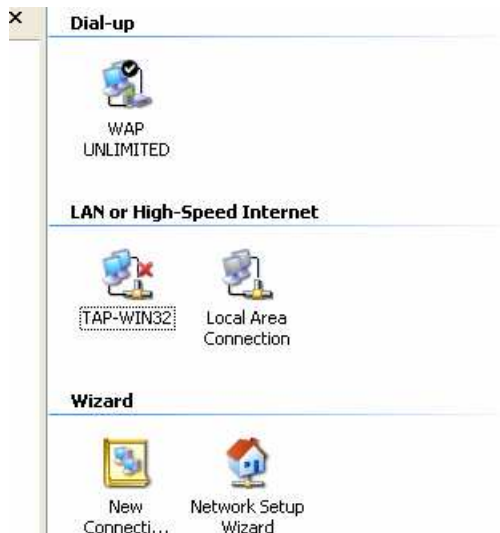 Dial-up
WAP
UNLIMITED
LAN or High-Speed Internet
TAP-WIN32
Local Area
Connection
Wizard
New
Connecti...
Network Setup
Wizard